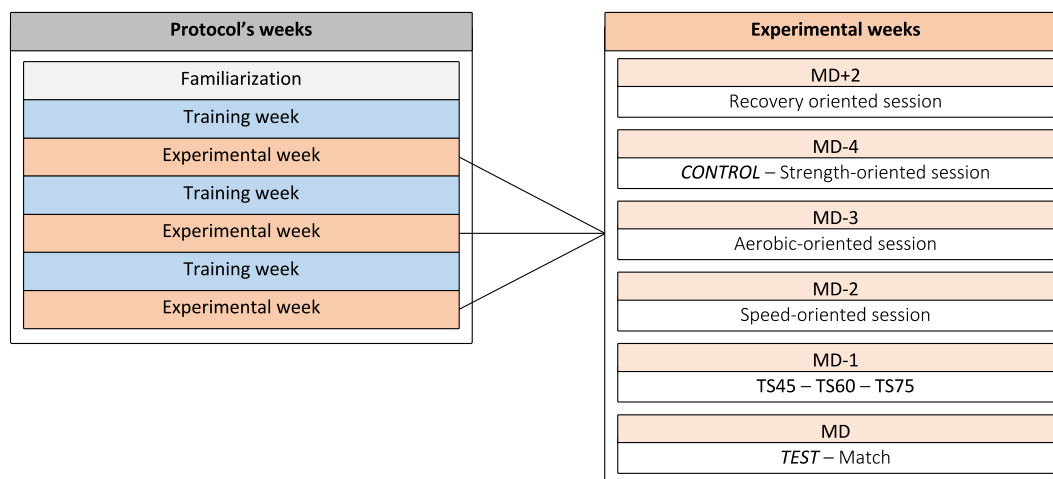 Protocol's weeks
Familiarization
Training week
Experimental week
Training week
Experimental week
Training week
Experimental week
Experimental weeks
MD+2
Recovery oriented session
MD-4
CONTROL – Strength-oriented session
MD-3
Aerobic-oriented session
MD-2
Speed-oriented session
MD-1
TS45 – TS60 – TS75
MD
TEST – Match